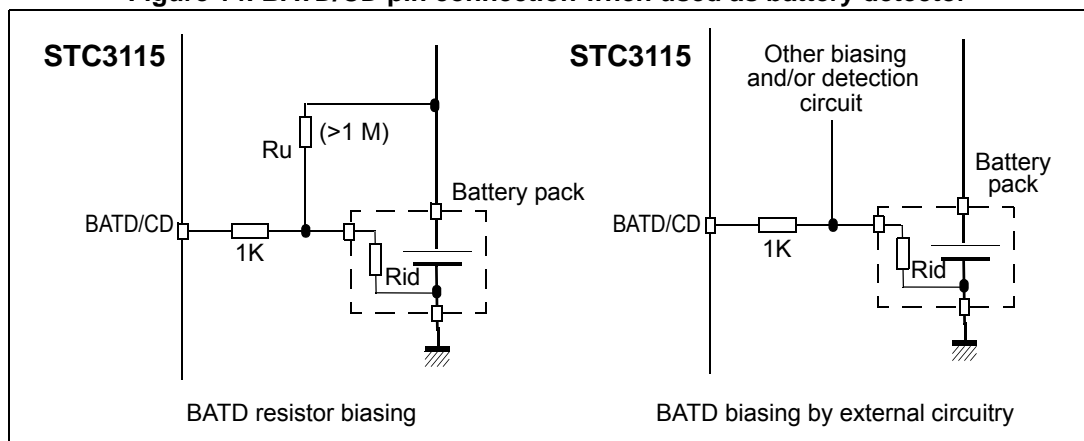 Figure 14. BATD/CD pin connection when used as battery detector
STC3115
Ru
(>1 M)
Battery pack
BATD/CD
1K
Rid
BATD resistor biasing
STC3115
Other biasing
and/or detection
circuit
Battery
pack
BATD/CD
1K
Rid
BATD biasing by external circuitry